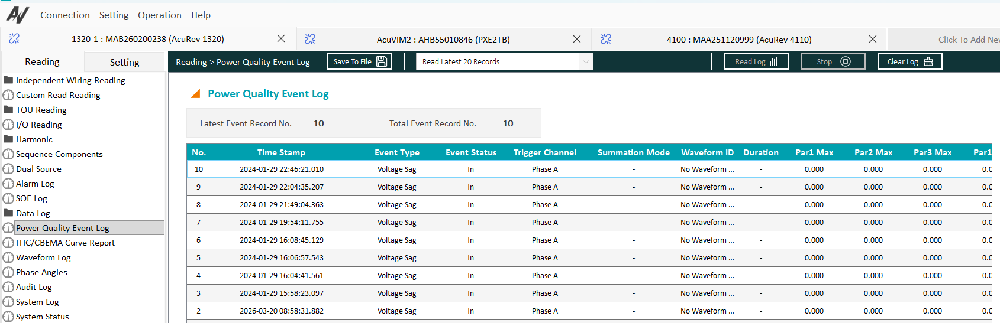 Connection Setting Operation Help
1320-1 : MAB260200238 (AcuRev 1320) AcuVIM2 : AHB55010846 (PXE2TB) 4100 : MAA251120999 (AcuRev 4110) Click To Add Nev
Reading Setting Reading > Power Quality Event Log Save To File Read Latest 20 Records Read Log Stop Clear Log
Independent Wiring Reading
Custom Read Reading
TOU Reading
I/O Reading
Harmonic
Sequence Components
Dual Source
Alarm Log
SOE Log
Data Log
Power Quality Event Log
ITIC/CBEMA Curve Report
Waveform Log
Phase Angles
Audit Log
System Log
System Status
Power Quality Event Log
Latest Event Record No. 10 Total Event Record No. 10
No. Time Stamp Event Type Event Status Trigger Channel Summation Mode Waveform ID Duration Par1 Max Par2 Max Par3 Max Par1
10 2024-01-29 22:46:21.010 Voltage Sag In Phase A - No Waveform ... - 0.000 0.000 0.000 0.0
9 2024-01-29 22:04:35.207 Voltage Sag In Phase A - No Waveform ... - 0.000 0.000 0.000 0.0
8 2024-01-29 21:49:04.363 Voltage Sag In Phase A - No Waveform ... - 0.000 0.000 0.000 0.0
7 2024-01-29 19:54:11.755 Voltage Sag In Phase A - No Waveform ... - 0.000 0.000 0.000 0.0
6 2024-01-29 16:08:45.129 Voltage Sag In Phase A - No Waveform ... - 0.000 0.000 0.000 0.0
5 2024-01-29 16:06:57.543 Voltage Sag In Phase A - No Waveform ... - 0.000 0.000 0.000 0.0
4 2024-01-29 16:04:41.561 Voltage Sag In Phase A - No Waveform ... - 0.000 0.000 0.000 0.0
3 2024-01-29 15:58:23.097 Voltage Sag In Phase A - No Waveform ... - 0.000 0.000 0.000 0.0
2 2026-03-20 08:58:31.882 Voltage Sag In Phase A - No Waveform ... - 0.000 0.000 0.000 0.0